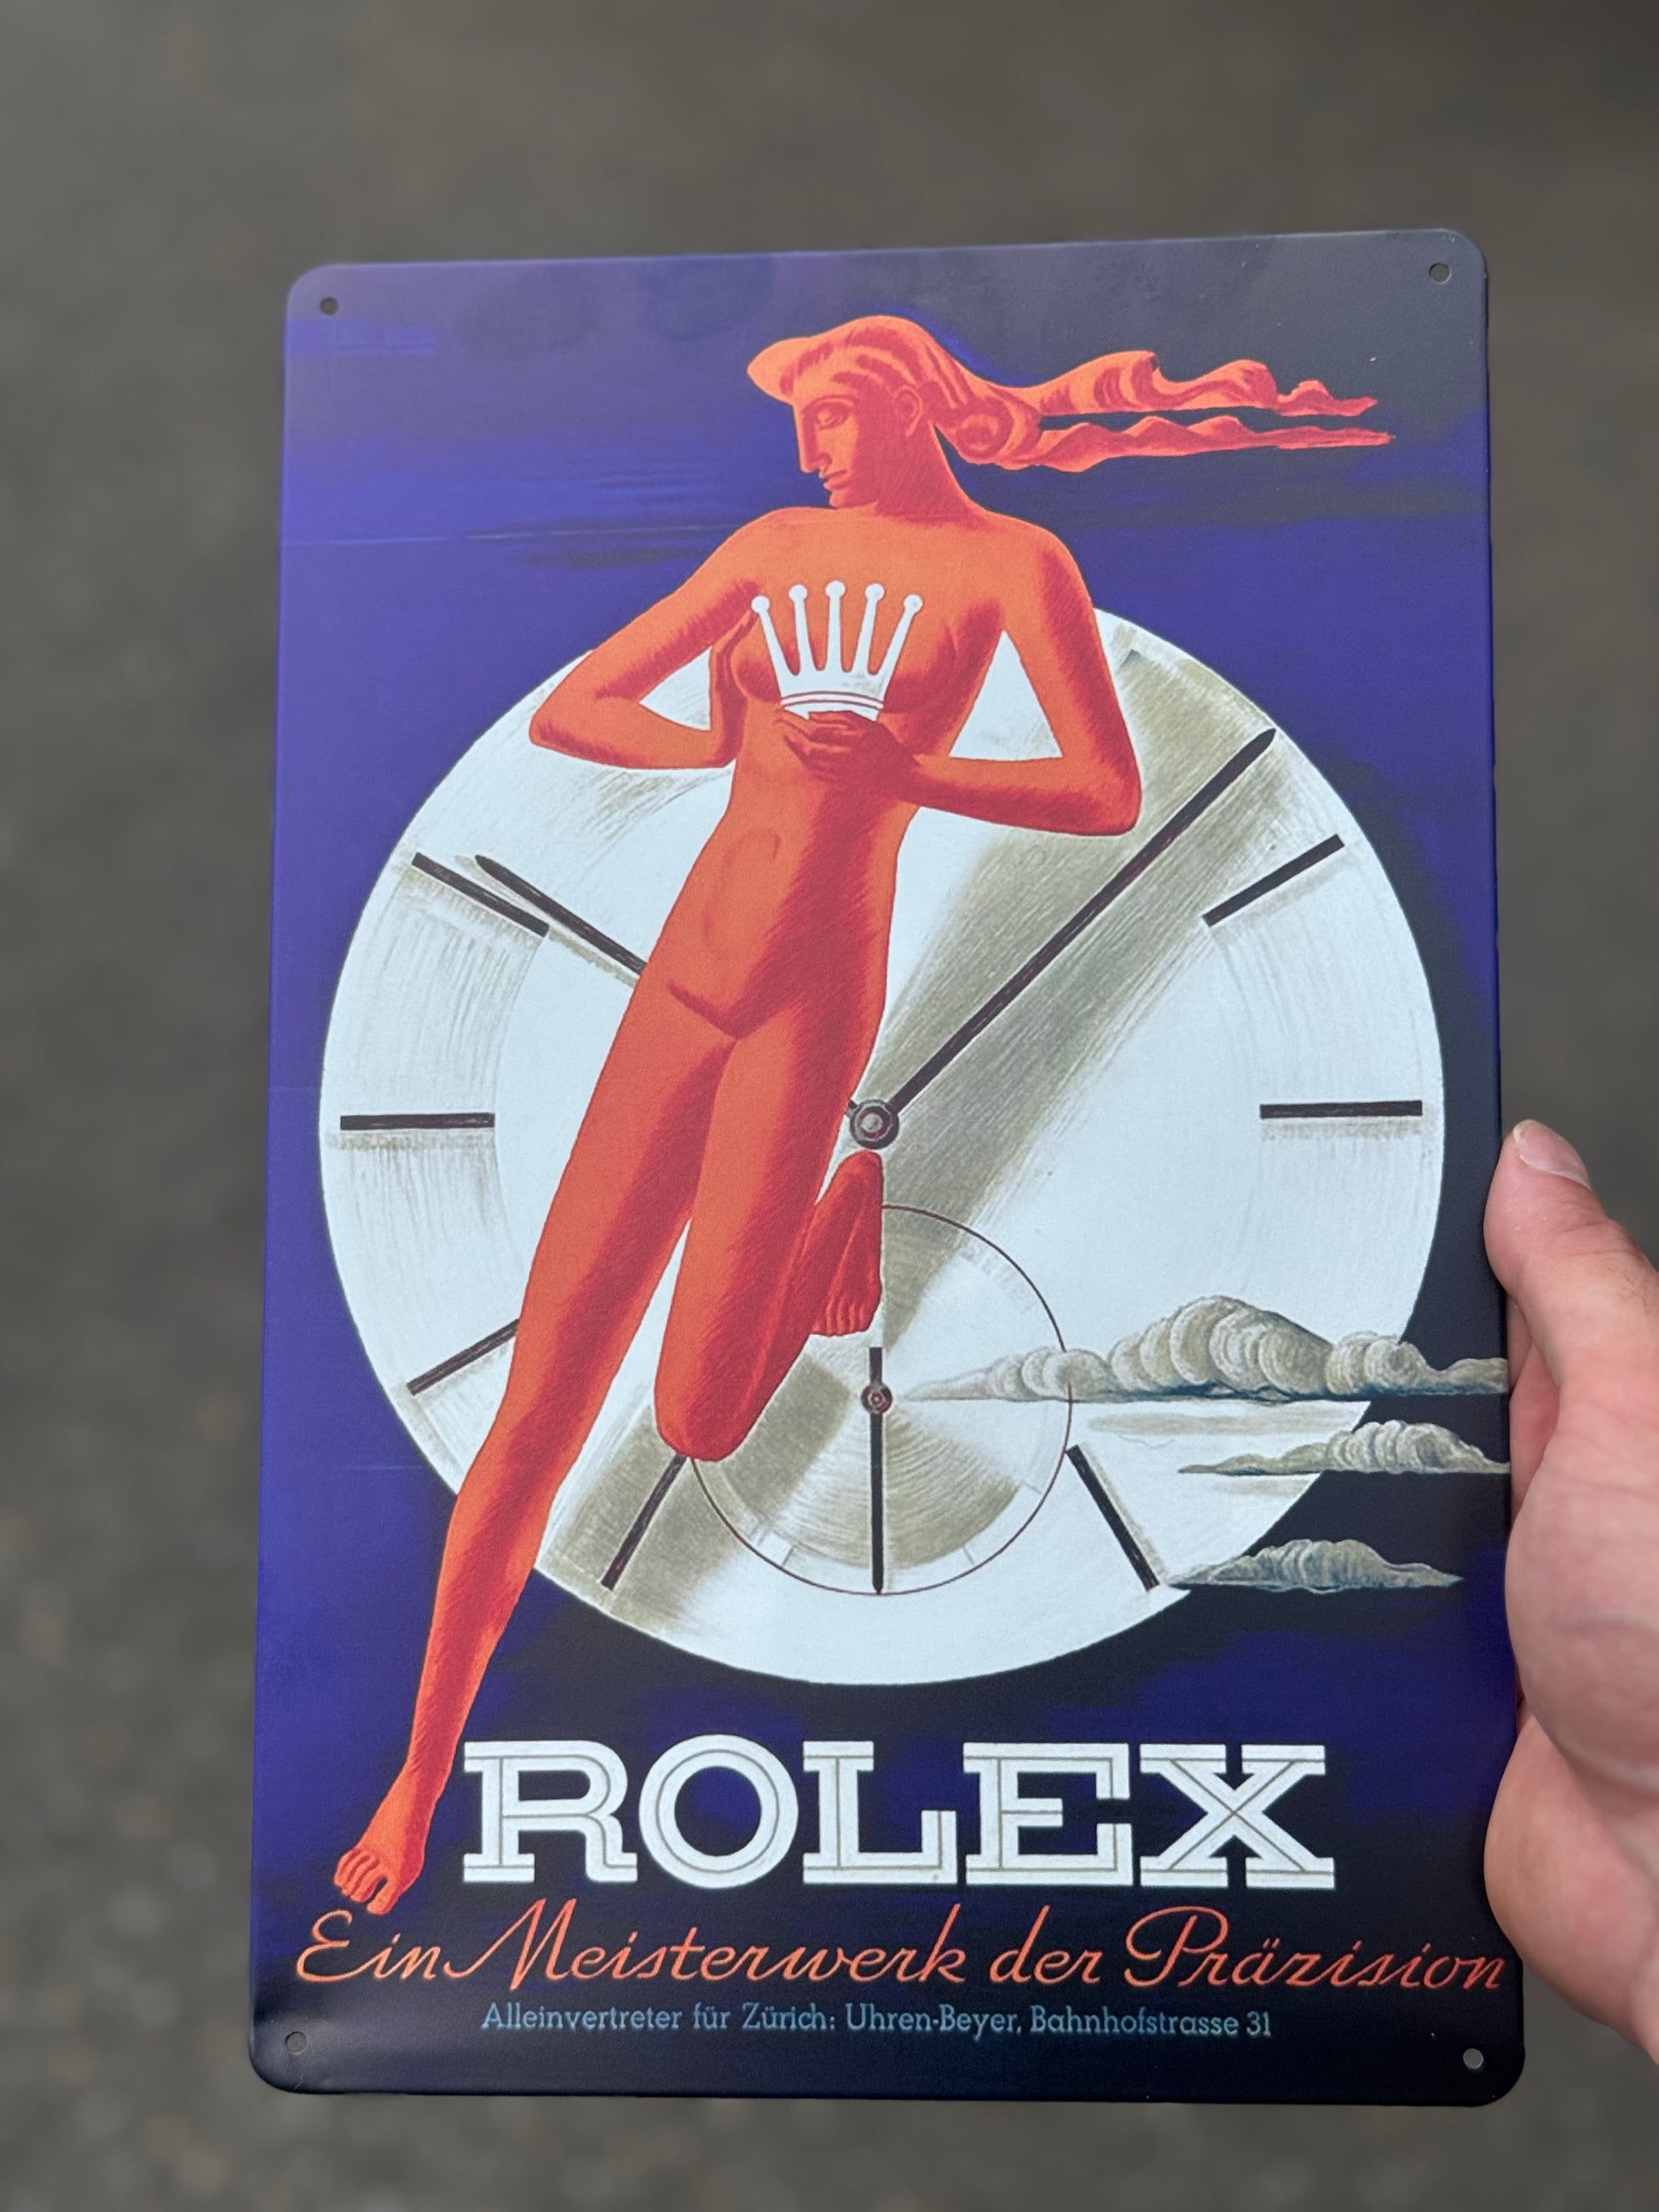 ROLEX
Ein Meisterwerk der Präzision
Alleinvertreter für Zürich: Uhren-Beyer, Bahnhofstrasse 31